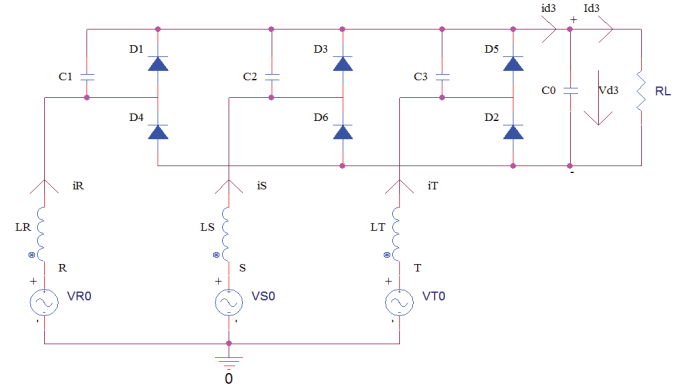 id3 Id3
+
D1 D3 D5
C1 C2 C3 C0 Vd3 RL
D4 D6 D2
-
iR iS iT
LR LS LT
R S T
+ + +
VR0 VS0 VT0
- - -
0